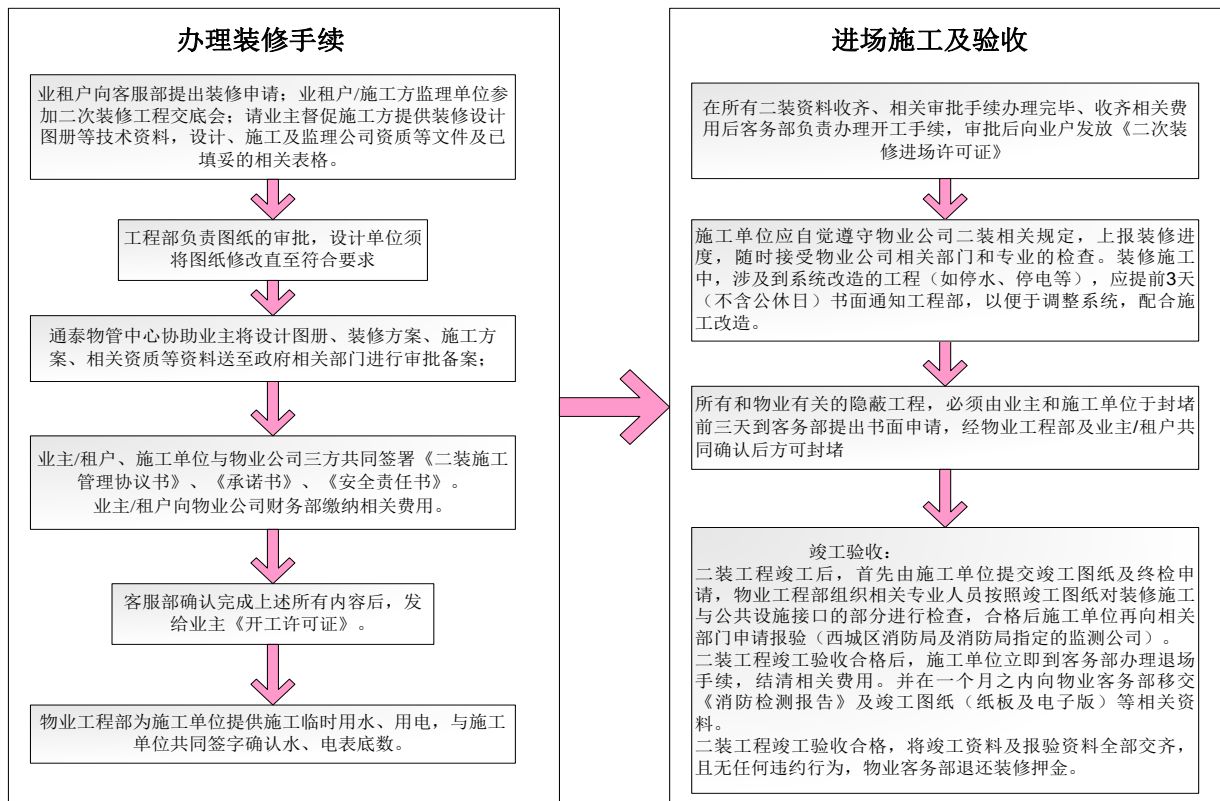 办理装修手续
业租户向客服部提出装修申请；业租户/施工方监理单位参
加二次装修工程交底会；请业主督促施工方提供装修设计
图册等技术资料，设计、施工及监理公司资质等文件及已
填妥的相关表格。
工程部负责图纸的审批，设计单位须
将图纸修改直至符合要求
通泰物管中心协助业主将设计图册、装修方案、施工方
案、相关资质等资料送至政府相关部门进行审批备案；
业主/租户、施工单位与物业公司三方共同签署《二装施工
管理协议书》、《承诺书》、《安全责任书》。
业主/租户向物业公司财务部缴纳相关费用。
客服部确认完成上述所有内容后，发
给业主《开工许可证》。
物业工程部为施工单位提供施工临时用水、用电，与施工
单位共同签字确认水、电表底数。
进场施工及验收
在所有二装资料收齐、相关审批手续办理完毕、收齐相关费
用后客务部负责办理开工手续，审批后向业户发放《二次装
修进场许可证》
施工单位应自觉遵守物业公司二装相关规定，上报装修进
度，随时接受物业公司相关部门和专业的检查。装修施工
中，涉及到系统改造的工程（如停水、停电等），应提前3天
（不含公休日）书面通知工程部，以便于调整系统，配合施
工改造。
所有和物业有关的隐蔽工程，必须由业主和施工单位于封堵
前三天到客务部提出书面申请，经物业工程部及业主/租户共
同确认后方可封堵
竣工验收：
二装工程竣工后，首先由施工单位提交竣工图纸及终检申
请，物业工程部组织相关专业人员按照竣工图纸对装修施工
与公共设施接口的部分进行检查，合格后施工单位再向相关
部门申请报验（西城区消防局及消防局指定的监测公司）。
二装工程竣工验收合格后，施工单位立即到客务部办理退场
手续，结清相关费用。并在一个月之内向物业客务部移交
《消防检测报告》及竣工图纸（纸板及电子版）等相关资
料。
二装工程竣工验收合格，将竣工资料及报验资料全部交齐，
且无任何违约行为，物业客务部退还装修押金。